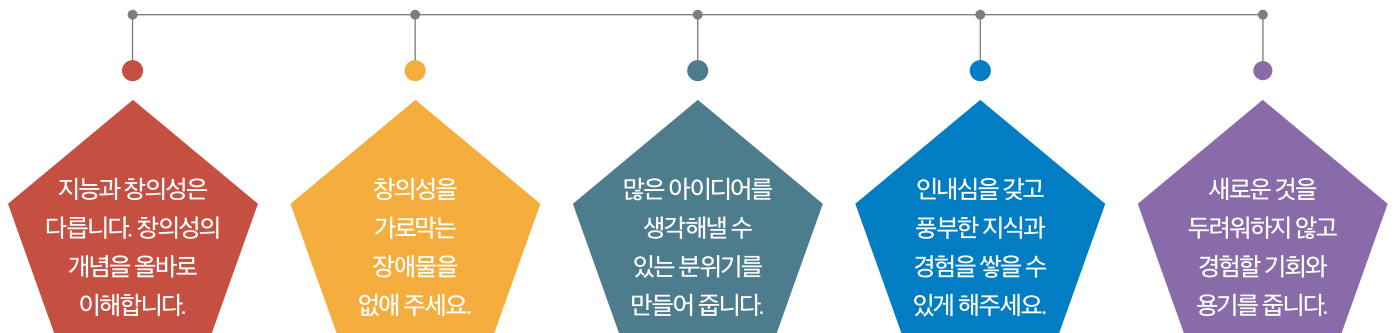 지능과 창의성은
다릅니다. 창의성의
개념을 올바로
이해합니다.
창의성을
가로막는
장애물을
없애 주세요.
많은 아이디어를
생각해낼 수
있는 분위기를
만들어 줍니다.
인내심을 갖고
풍부한 지식과
경험을 쌓을 수
있게 해주세요.
새로운 것을
두려워하지 않고
경험할 기회와
용기를 줍니다.